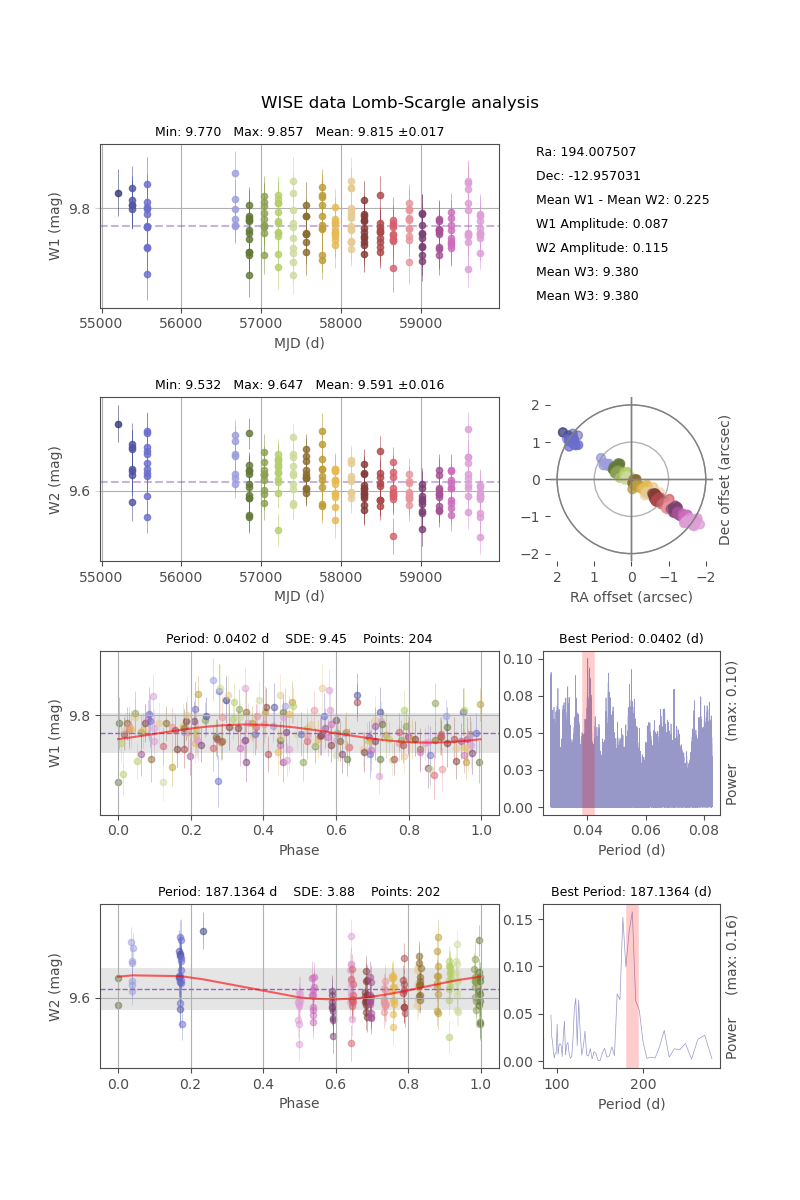 WISE data Lomb-Scargle analysis
Min: 9.770   Max: 9.857   Mean: 9.815 ±0.017
W1 (mag)
9.8
55000 56000 57000 58000 59000
MJD (d)
Ra: 194.007507
Dec: -12.957031
Mean W1 - Mean W2: 0.225
W1 Amplitude: 0.087
W2 Amplitude: 0.115
Mean W3: 9.380
Mean W3: 9.380
Min: 9.532   Max: 9.647   Mean: 9.591 ±0.016
W2 (mag)
9.6
55000 56000 57000 58000 59000
MJD (d)
2
1
0
−1
−2
2 1 0 −1 −2
RA offset (arcsec)
Dec offset (arcsec)
Period: 0.0402 d    SDE: 9.45    Points: 204
W1 (mag)
9.8
0.0 0.2 0.4 0.6 0.8 1.0
Phase
Best Period: 0.0402 (d)
0.10
0.08
0.05
0.03
0.00
0.04 0.06 0.08
Period (d)
Power     (max: 0.10)
Period: 187.1364 d    SDE: 3.88    Points: 202
W2 (mag)
9.6
0.0 0.2 0.4 0.6 0.8 1.0
Phase
Best Period: 187.1364 (d)
0.15
0.10
0.05
0.00
100 200
Period (d)
Power     (max: 0.16)